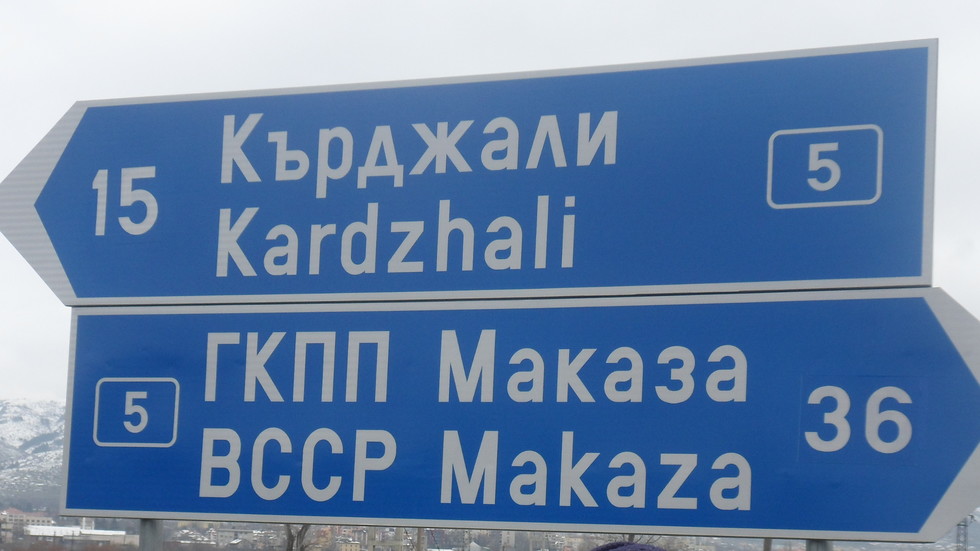 15 Кърджали 5
Kardzhali
5 ГКПП Маказа 36
BCCP Makaza